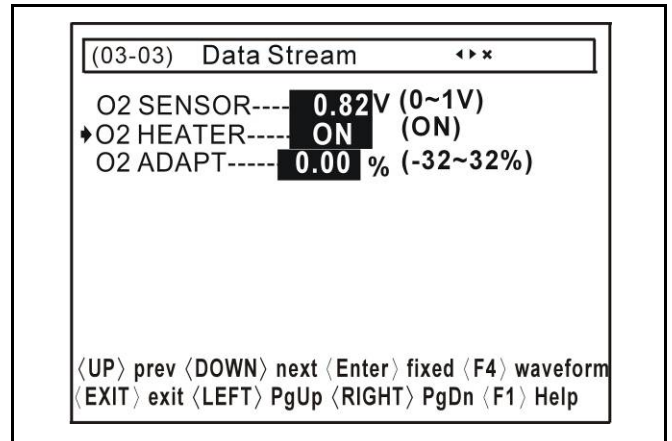 (03-03) Data Stream ◂▸×
O2 SENSOR---- 0.82 V (0~1V)
➧O2 HEATER----- ON (ON)
O2 ADAPT------ 0.00 % (-32~32%)
〈UP〉 prev 〈DOWN〉 next 〈Enter〉 fixed 〈F4〉 waveform
〈EXIT〉 exit 〈LEFT〉 PgUp 〈RIGHT〉 PgDn 〈F1〉 Help